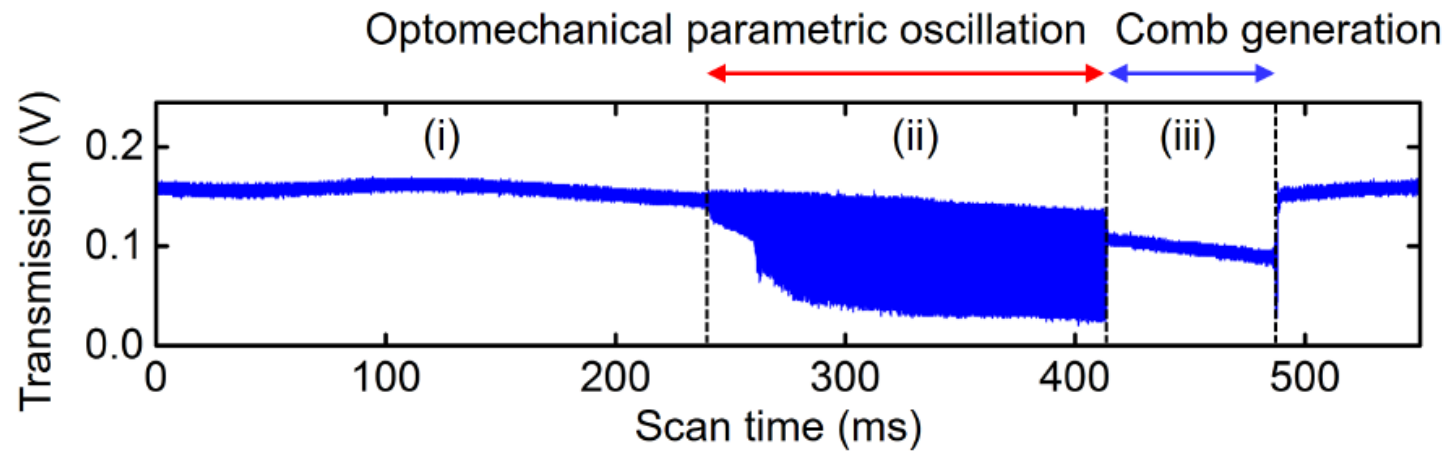 Optomechanical parametric oscillation Comb generation
(i) (ii) (iii)
Transmission (V)
0.2
0.1
0.0
0 100 200 300 400 500
Scan time (ms)